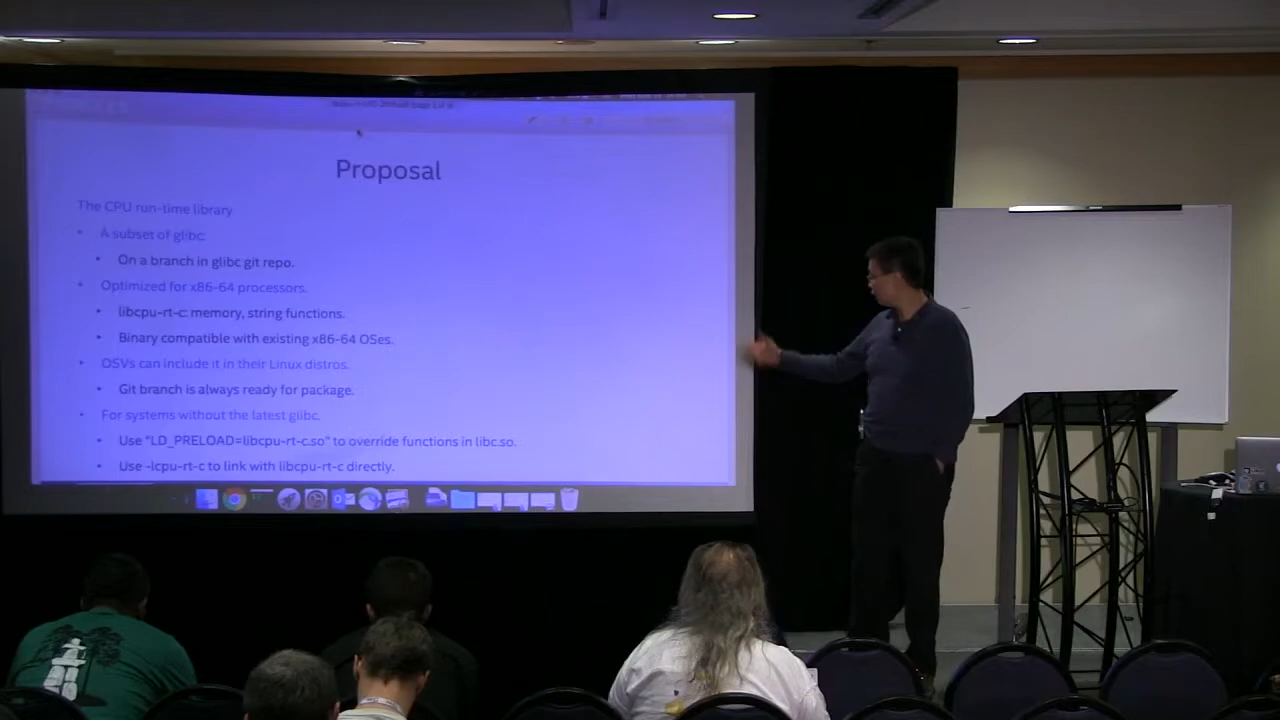 Proposal
The CPU run-time library
• A subset of glibc:
• On a branch in glibc git repo.
• Optimized for x86-64 processors.
• libcpu-rt-c: memory, string functions.
• Binary compatible with existing x86-64 OSes.
• OSVs can include it in their Linux distros.
• Git branch is always ready for package.
• For systems without the latest glibc.
• Use "LD_PRELOAD=libcpu-rt-c.so" to override functions in libc.so.
• Use -lcpu-rt-c to link with libcpu-rt-c directly.